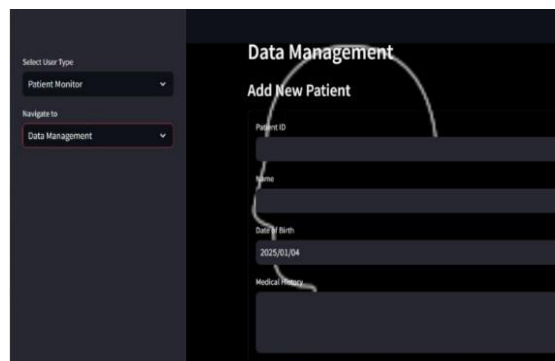 Select User Type
Patient Monitor
Navigate to
Data Management
Data Management
Add New Patient
Patient ID
Name
Date of Birth
2025/01/04
Medical History